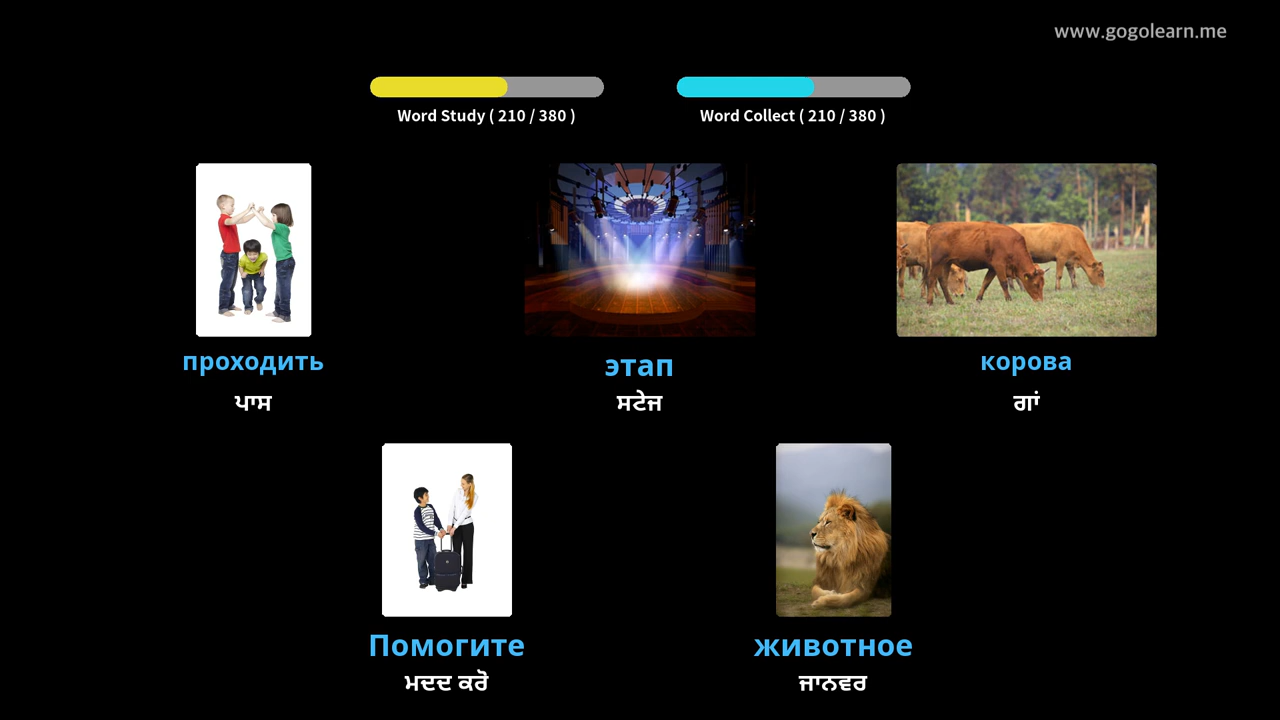 www.gogolearn.me
Word Study ( 210 / 380 )
Word Collect ( 210 / 380 )
проходить
ਪਾਸ
этап
ਸਟੇਜ
корова
ਗਾਂ
Помогите
ਮਦਦ ਕਰੋ
животное
ਜਾਨਵਰ